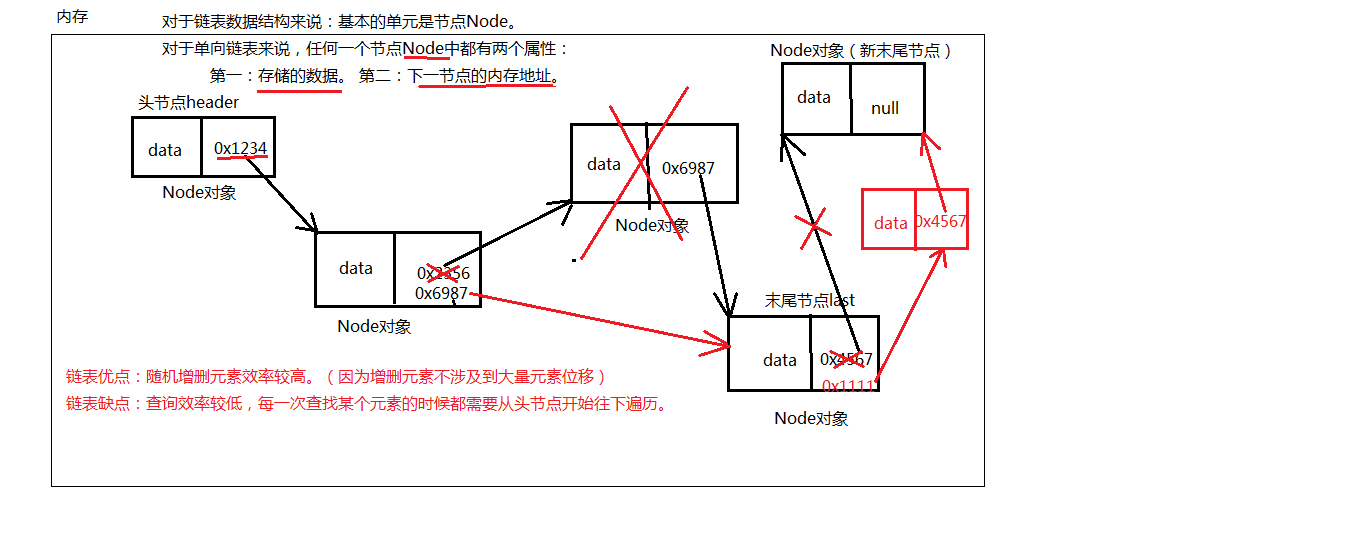 内存
对于链表数据结构来说：基本的单元是节点Node。
对于单向链表来说，任何一个节点Node中都有两个属性：
第一：存储的数据。 第二：下一节点的内存地址。
Node对象（新末尾节点）
data null
头节点header
data 0x1234
Node对象
data 0x6987
Node对象
data 0x4567
data 0x2356
0x6987
Node对象
末尾节点last
data 0x4567
0x1111
Node对象
链表优点：随机增删元素效率较高。（因为增删元素不涉及到大量元素位移）
链表缺点：查询效率较低，每一次查找某个元素的时候都需要从头节点开始往下遍历。